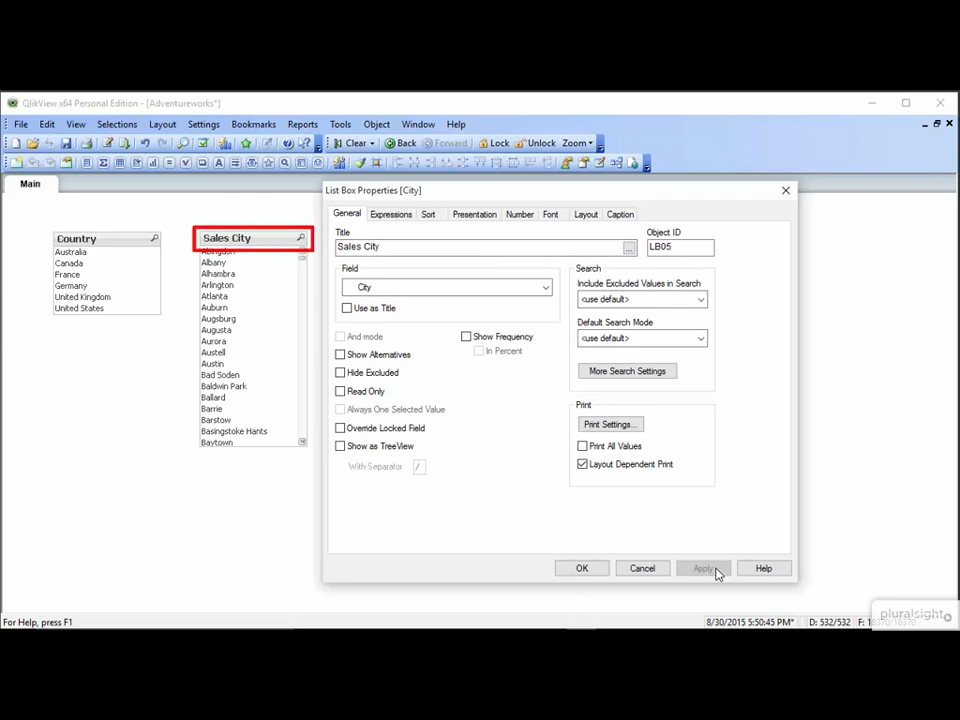 QlikView x64 Personal Edition - [Adventureworks*]
File Edit View Selections Layout Settings Bookmarks Reports Tools Object Window Help
Clear Back Forward Lock Unlock Zoom
Main
List Box Properties [City]
General Expressions Sort Presentation Number Font Layout Caption
Title
Sales City
...
Object ID
LB05
Field
City
Use as Title
And mode
Show Alternatives
Hide Excluded
Read Only
Always One Selected Value
Override Locked Field
Show as TreeView
With Separator /
Show Frequency
In Percent
Search
Include Excluded Values in Search
<use default>
Default Search Mode
<use default>
More Search Settings
Print
Print Settings...
Print All Values
Layout Dependent Print
OK Cancel Apply Help
Country
Australia
Canada
France
Germany
United Kingdom
United States
Sales City
Abingdon
Albany
Alhambra
Arlington
Atlanta
Auburn
Augsburg
Augusta
Aurora
Austell
Austin
Bad Soden
Baldwin Park
Ballard
Barrie
Barstow
Basingstoke Hants
Baytown
For Help, press F1
8/30/2015 5:50:45 PM* D: 532/532 F: 18370/18370
pluralsight